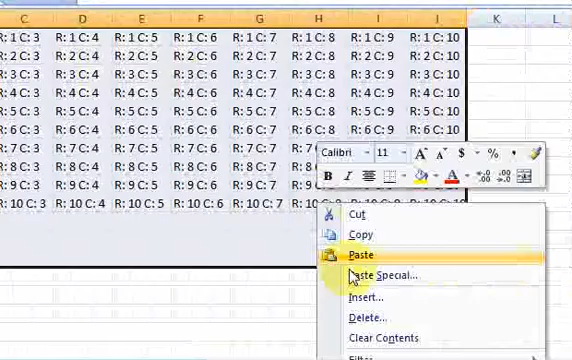 C D E F G H I J K L
R: 1 C: 3 R: 1 C: 4 R: 1 C: 5 R: 1 C: 6 R: 1 C: 7 R: 1 C: 8 R: 1 C: 9 R: 1 C: 10
R: 2 C: 3 R: 2 C: 4 R: 2 C: 5 R: 2 C: 6 R: 2 C: 7 R: 2 C: 8 R: 2 C: 9 R: 2 C: 10
R: 3 C: 3 R: 3 C: 4 R: 3 C: 5 R: 3 C: 6 R: 3 C: 7 R: 3 C: 8 R: 3 C: 9 R: 3 C: 10
R: 4 C: 3 R: 4 C: 4 R: 4 C: 5 R: 4 C: 6 R: 4 C: 7 R: 4 C: 8 R: 4 C: 9 R: 4 C: 10
R: 5 C: 3 R: 5 C: 4 R: 5 C: 5 R: 5 C: 6 R: 5 C: 7 R: 5 C: 8 R: 5 C: 9 R: 5 C: 10
R: 6 C: 3 R: 6 C: 4 R: 6 C: 5 R: 6 C: 6 R: 6 C: 7 R: 6 C: 8 R: 6 C: 9 R: 6 C: 10
R: 7 C: 3 R: 7 C: 4 R: 7 C: 5 R: 7 C: 6 R: 7 C: 7
R: 8 C: 3 R: 8 C: 4 R: 8 C: 5 R: 8 C: 6 R: 8 C: 7
R: 9 C: 3 R: 9 C: 4 R: 9 C: 5 R: 9 C: 6 R: 9 C: 7
R: 10 C: 3 R: 10 C: 4 R: 10 C: 5 R: 10 C: 6 R: 10 C: 7
Calibri 11 A A $ % ,
B I A .00
Cut
Copy
Paste
Paste Special...
Insert...
Delete...
Clear Contents
Filter